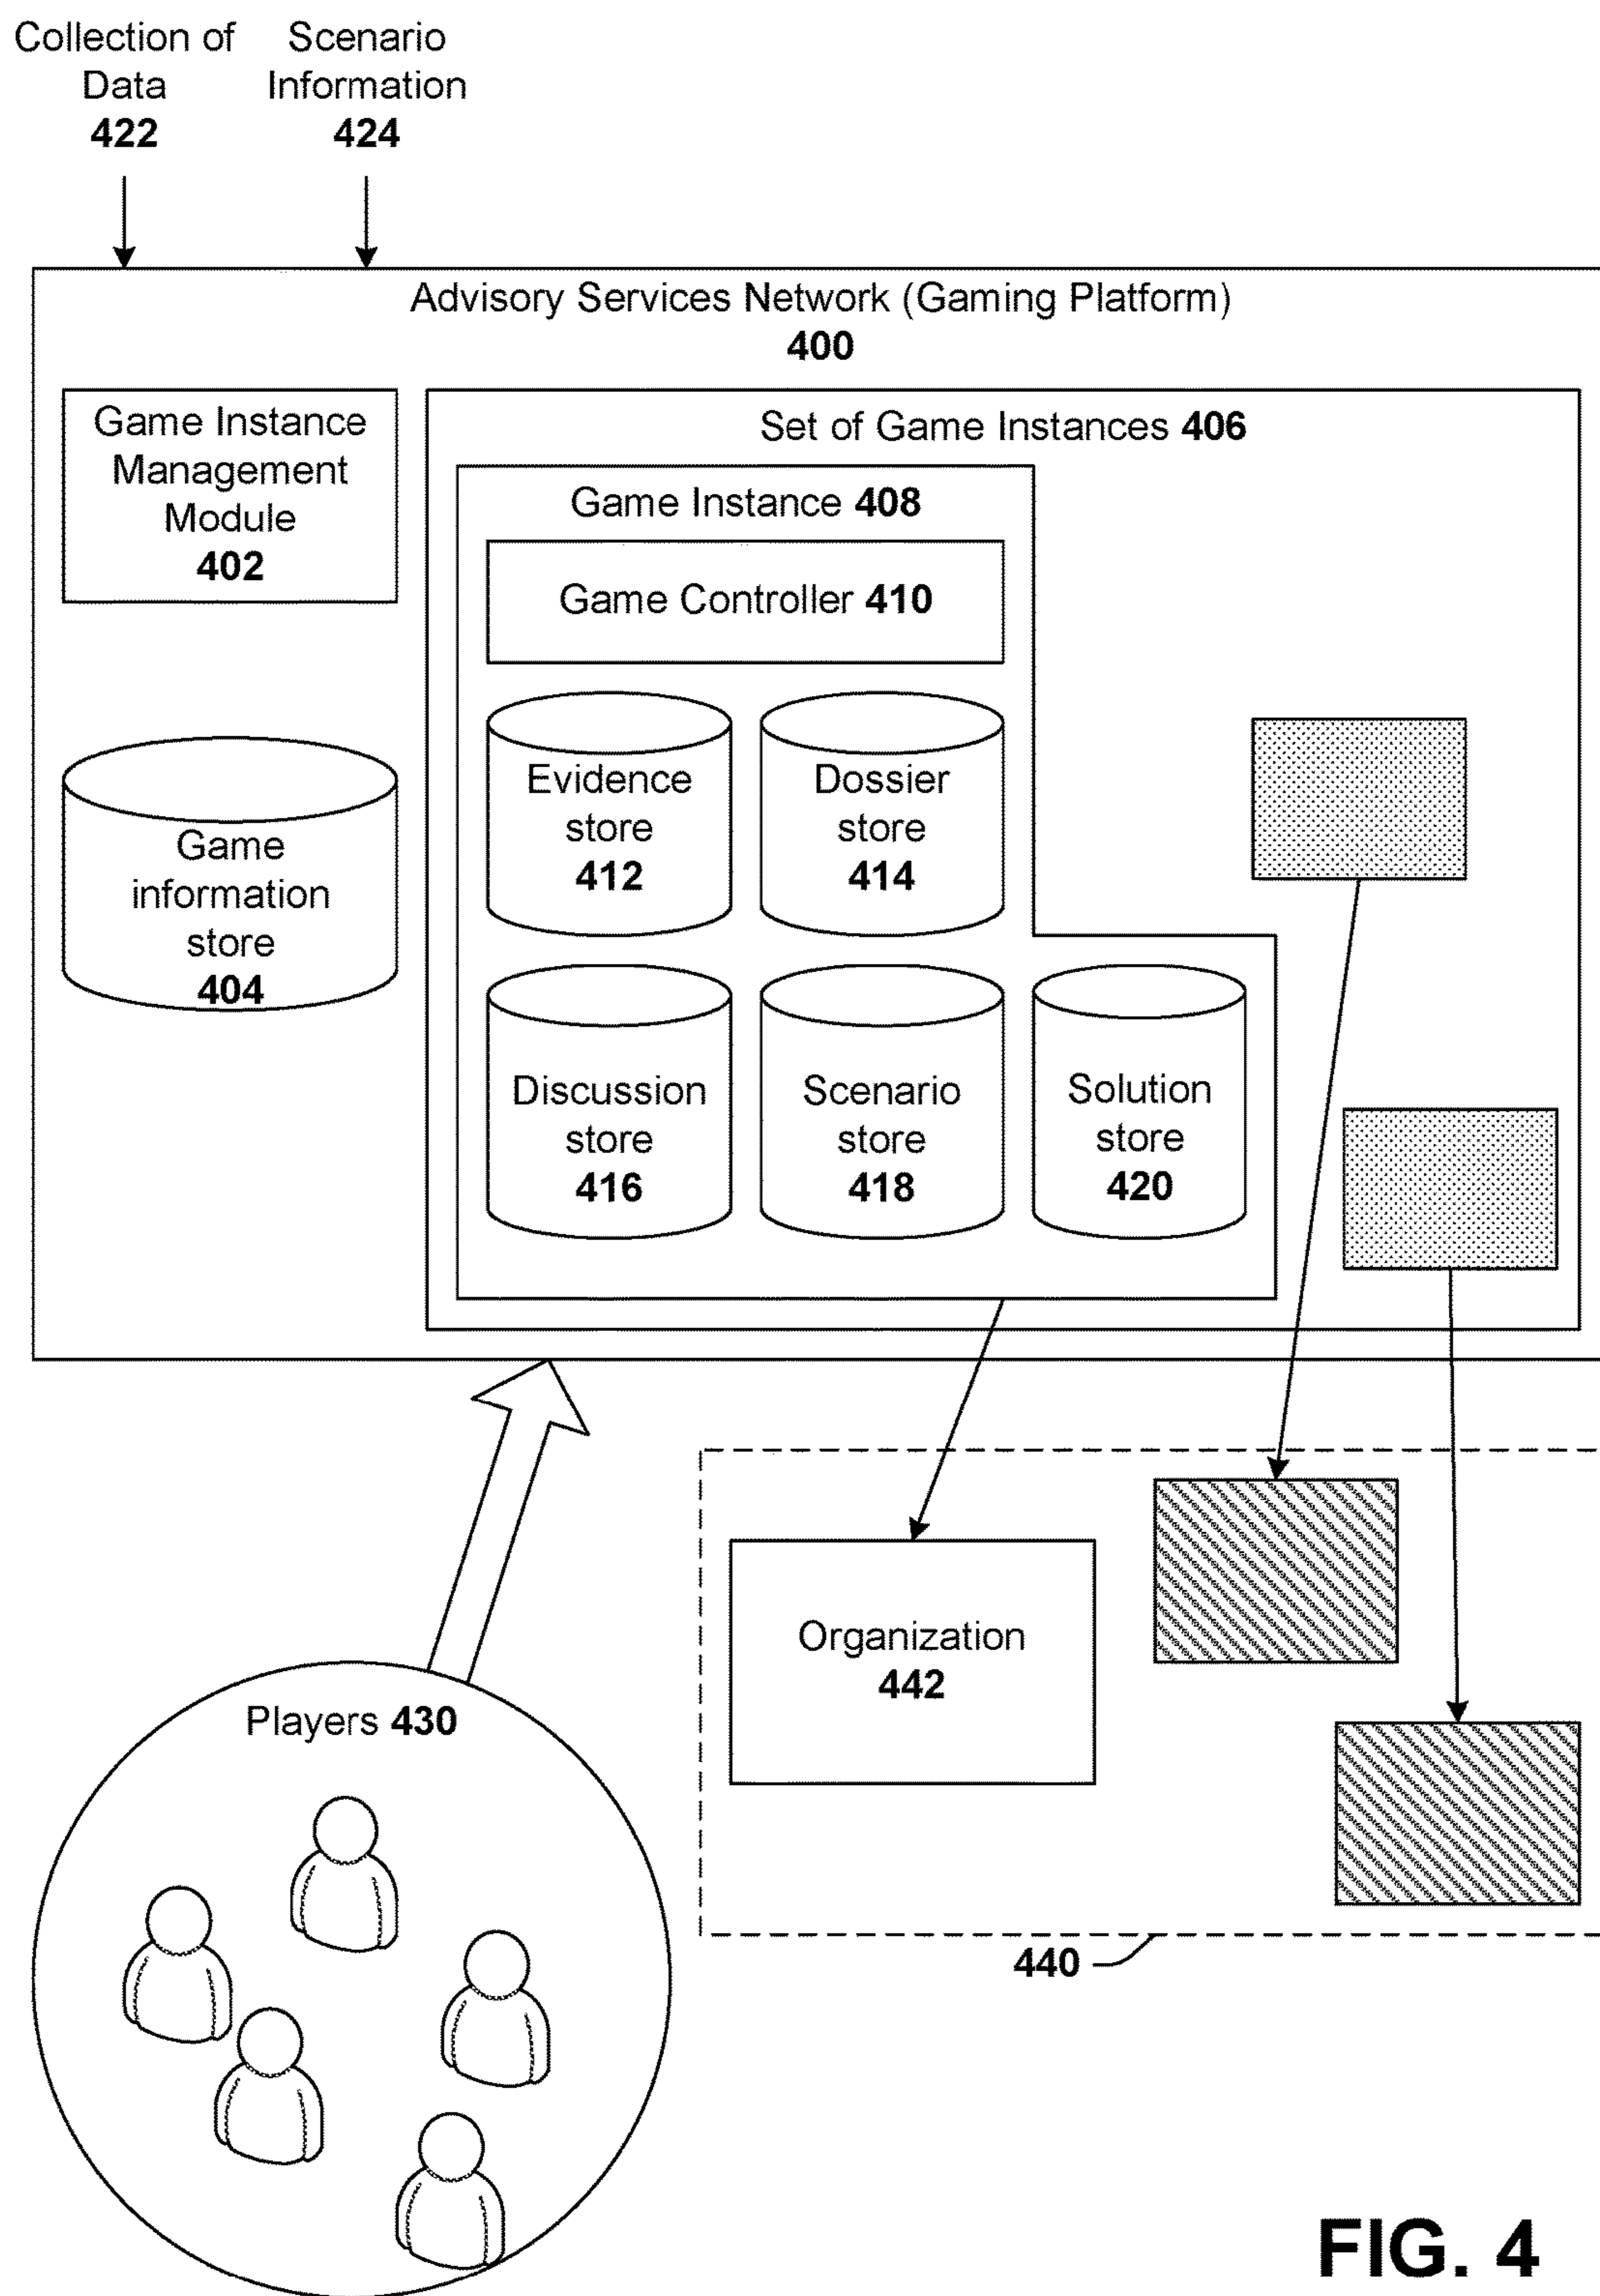 Collection of
Data
422
Scenario
Information
424
Advisory Services Network (Gaming Platform)
400
Game Instance
Management
Module
402
Set of Game Instances 406
Game Instance 408
Game Controller 410
Evidence
store
412
Dossier
store
414
Game
information
store
404
Discussion
store
416
Scenario
store
418
Solution
store
420
Organization
442
Players 430
440
FIG. 4